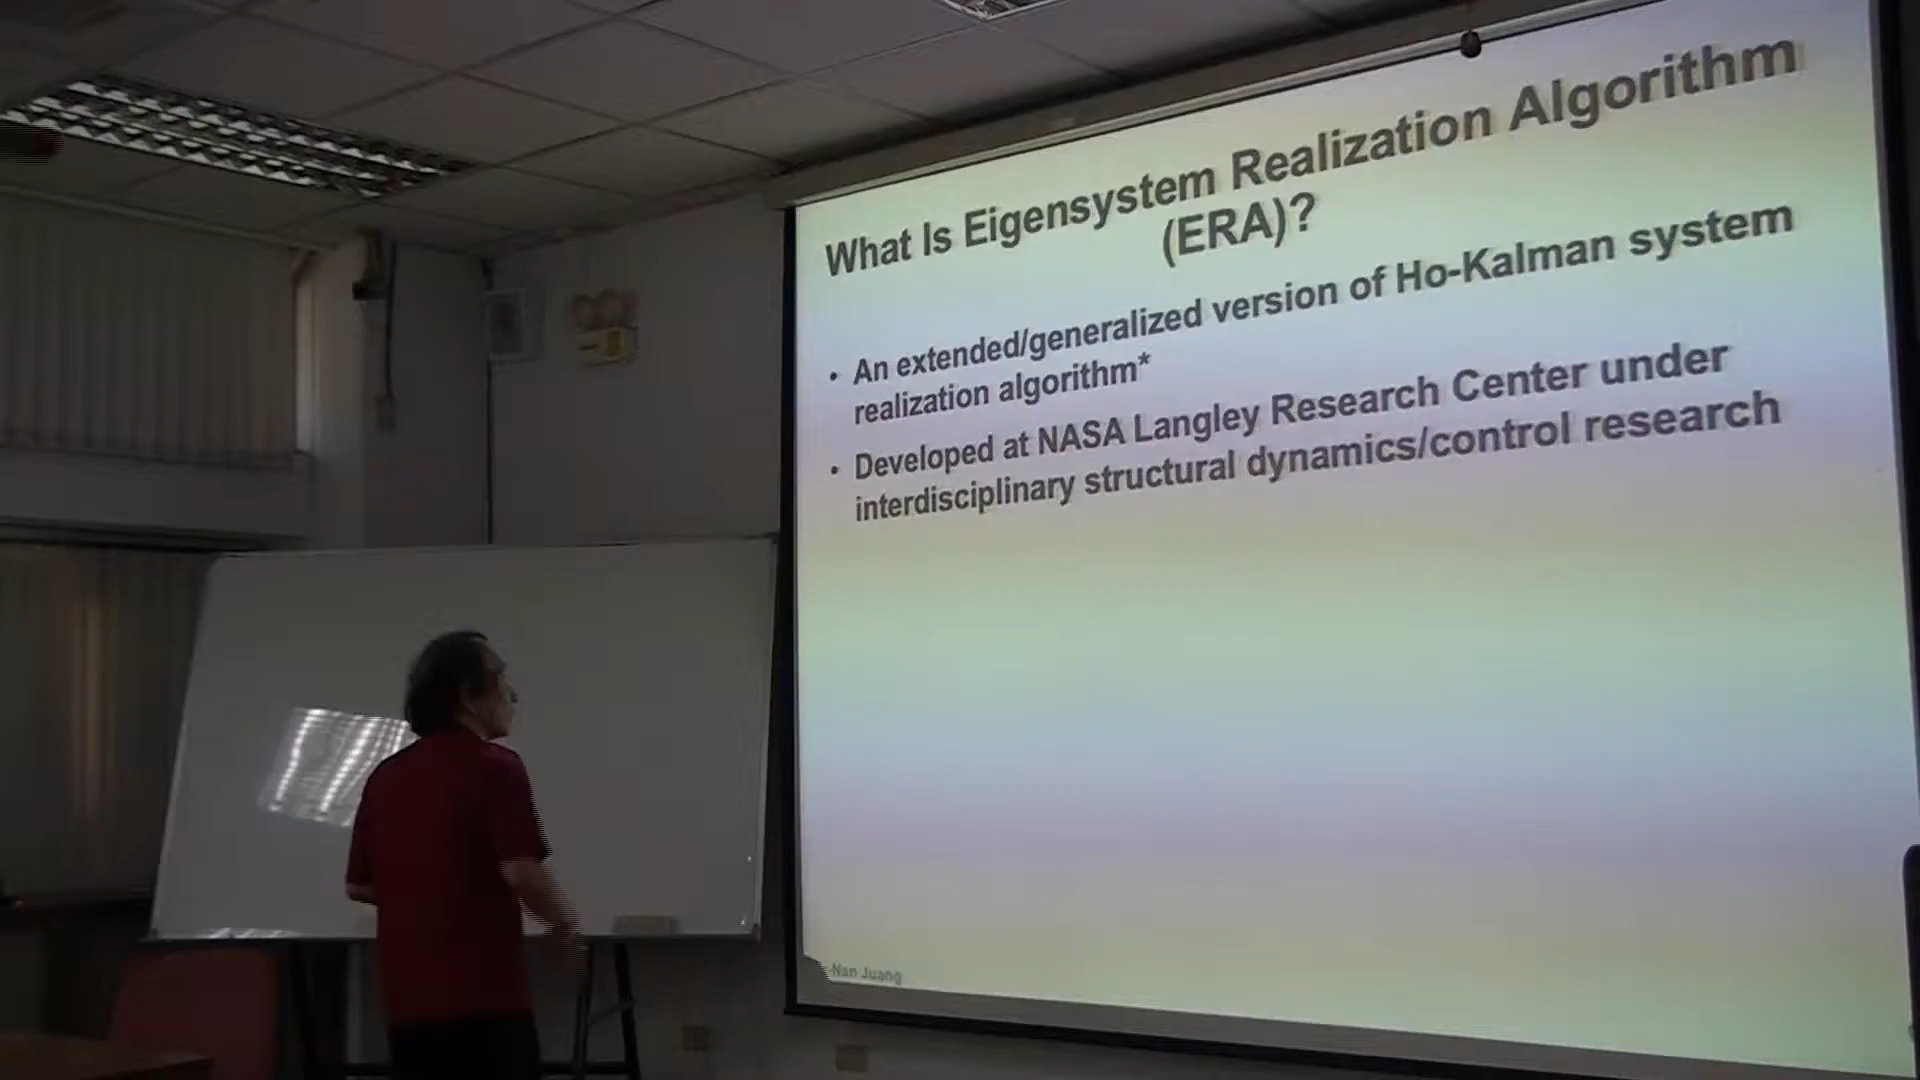 What Is Eigensystem Realization Algorithm
(ERA)?
• An extended/generalized version of Ho-Kalman system
realization algorithm*
• Developed at NASA Langley Research Center under
interdisciplinary structural dynamics/control research
-Nan Juang